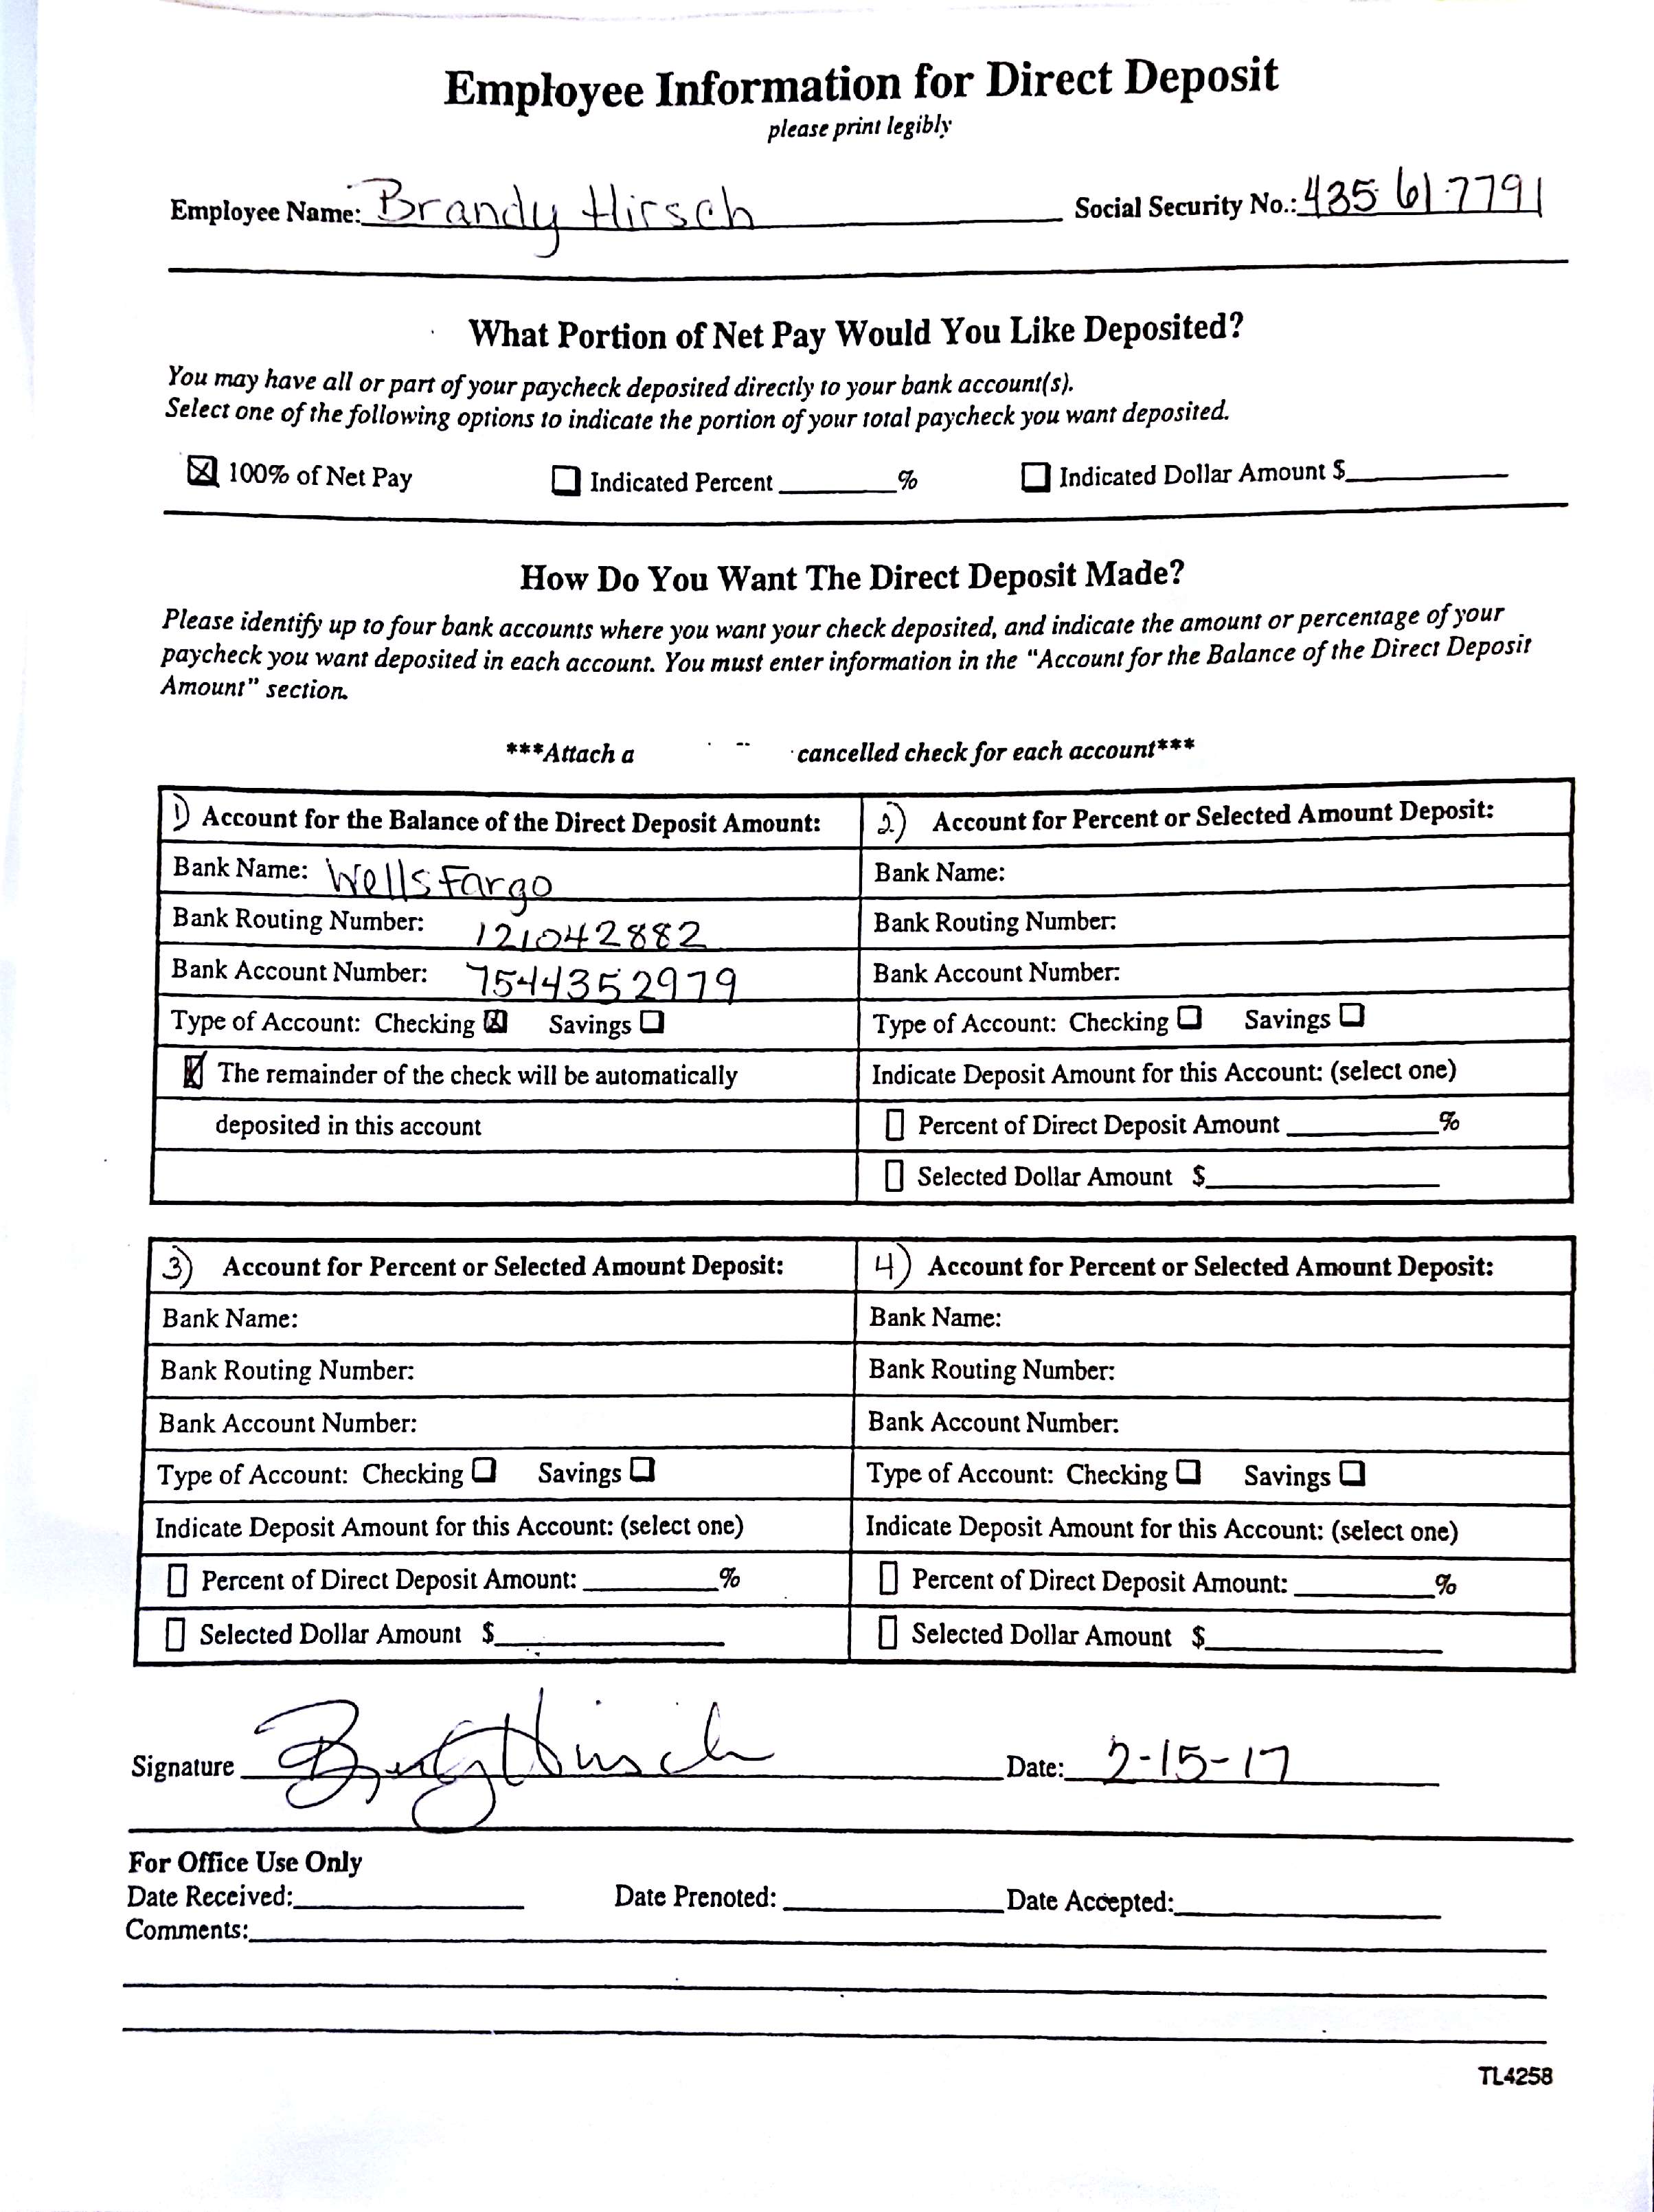 Employee Information for Direct Deposit
please print legibly
Employee Name: Brandy Hirsch Social Security No.: 435 61 7791
What Portion of Net Pay Would You Like Deposited?
You may have all or part of your paycheck deposited directly to your bank account(s).
Select one of the following options to indicate the portion of your total paycheck you want deposited.
☒ 100% of Net Pay ☐ Indicated Percent ______% ☐ Indicated Dollar Amount $______
How Do You Want The Direct Deposit Made?
Please identify up to four bank accounts where you want your check deposited, and indicate the amount or percentage of your
paycheck you want deposited in each account. You must enter information in the "Account for the Balance of the Direct Deposit
Amount" section.
***Attach a cancelled check for each account***
1) Account for the Balance of the Direct Deposit Amount:
Bank Name: Wells Fargo
Bank Routing Number: 121042882
Bank Account Number: 7544352979
Type of Account: Checking ☒ Savings ☐
☒ The remainder of the check will be automatically
deposited in this account
2.) Account for Percent or Selected Amount Deposit:
Bank Name:
Bank Routing Number:
Bank Account Number:
Type of Account: Checking ☐ Savings ☐
Indicate Deposit Amount for this Account: (select one)
☐ Percent of Direct Deposit Amount ______%
☐ Selected Dollar Amount $______
3) Account for Percent or Selected Amount Deposit:
Bank Name:
Bank Routing Number:
Bank Account Number:
Type of Account: Checking ☐ Savings ☐
Indicate Deposit Amount for this Account: (select one)
☐ Percent of Direct Deposit Amount: ______%
☐ Selected Dollar Amount $______
4) Account for Percent or Selected Amount Deposit:
Bank Name:
Bank Routing Number:
Bank Account Number:
Type of Account: Checking ☐ Savings ☐
Indicate Deposit Amount for this Account: (select one)
☐ Percent of Direct Deposit Amount: ______%
☐ Selected Dollar Amount $______
Signature Brandy Hirsch Date: 2-15-17
For Office Use Only
Date Received:______ Date Prenoted: ______ Date Accepted:______
Comments:______
TL4258